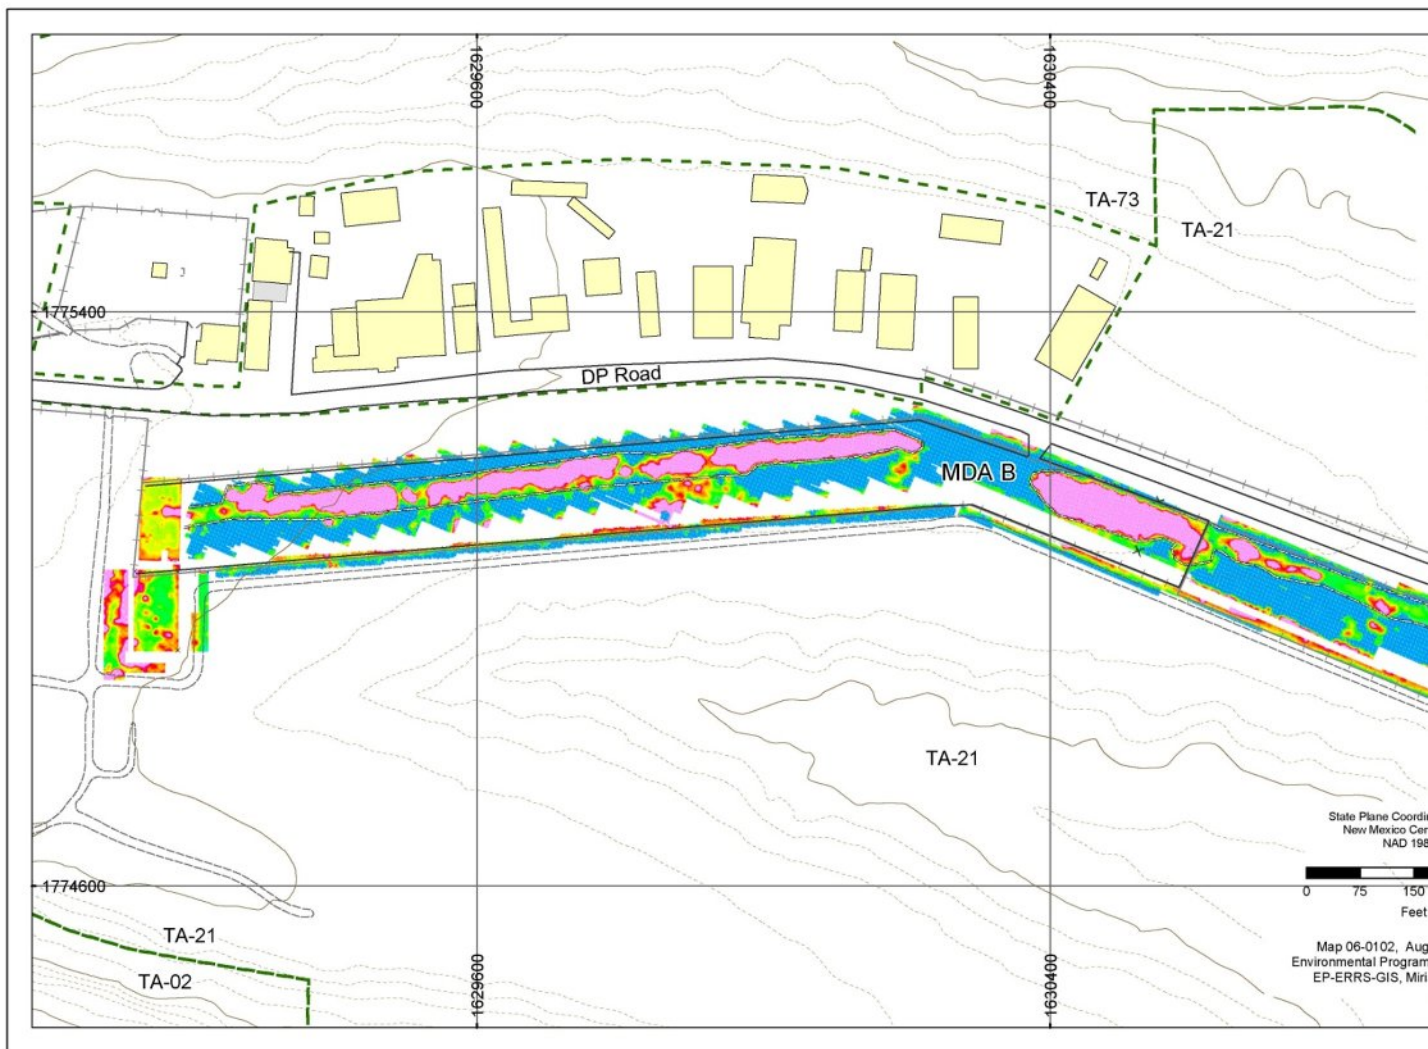 1629600
1630400
TA-73
TA-21
1775400
DP Road
MDA B
TA-21
State Plane Coordin
New Mexico Cen
NAD 198
1774600
0 75 150
Feet
TA-21
Map 06-0102, Aug
Environmental Program
EP-ERRS-GIS, Miri
TA-02
1629600
1630400